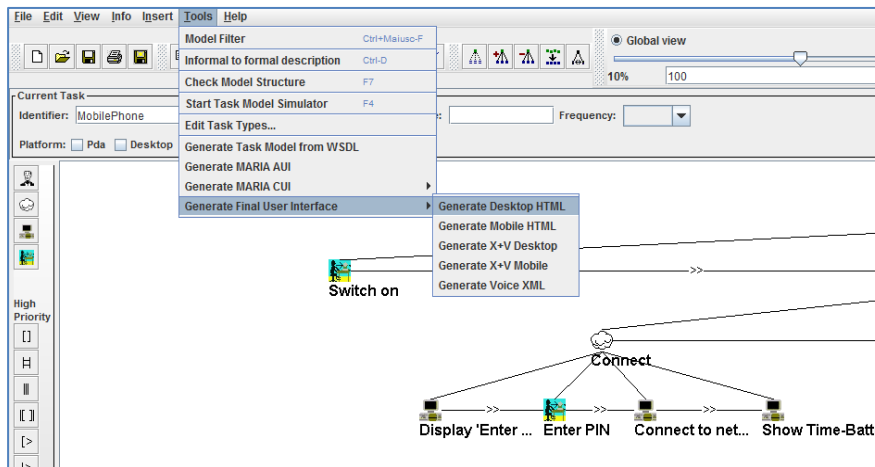 File Edit View Info Insert Tools Help
Model Filter Ctrl+Maiusc-F
Informal to formal description Ctrl-D
Check Model Structure F7
Start Task Model Simulator F4
Edit Task Types...
Generate Task Model from WSDL
Generate MARIA AUI
Generate MARIA CUI
Generate Final User Interface
Generate Desktop HTML
Generate Mobile HTML
Generate X+V Desktop
Generate X+V Mobile
Generate Voice XML
Global view
10% 100
Current Task
Identifier: MobilePhone
Frequency:
Platform: Pda Desktop
High
Priority
[]
|||
[>
>>
Switch on
Connect
>> >> >>
Display 'Enter ... Enter PIN Connect to net... Show Time-Batt